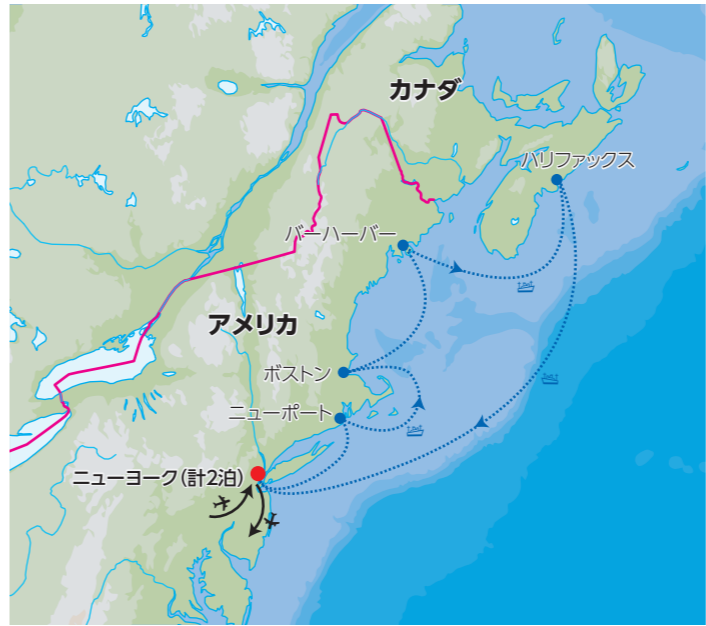 カナダ
ハリファックス
バーハーバー
アメリカ
ボストン
ニューポート
ニューヨーク(計2泊)